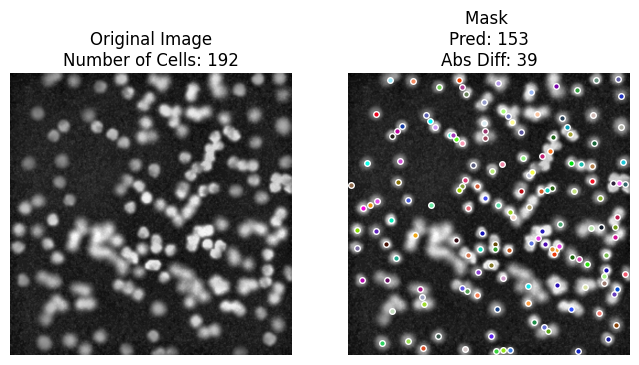 Original Image
Number of Cells: 192
Mask
Pred: 153
Abs Diff: 39